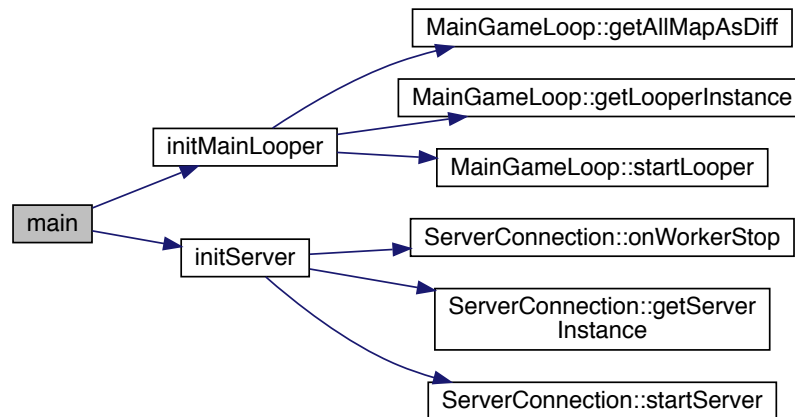 MainGameLoop::getAllMapAsDiff
MainGameLoop::getLooperInstance
initMainLooper
MainGameLoop::startLooper
main
ServerConnection::onWorkerStop
initServer
ServerConnection::getServer
Instance
ServerConnection::startServer